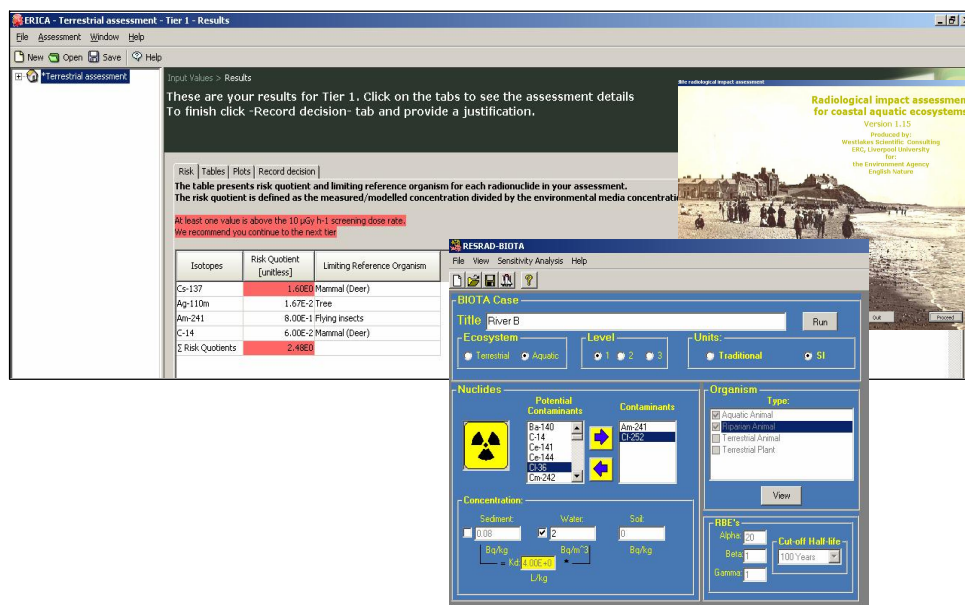 ERICA - Terrestrial assessment - Tier 1 - Results
File Assessment Window Help
New Open Save Help
*Terrestrial assessment
Input Values > Results
These are your results for Tier 1. Click on the tabs to see the assessment details
To finish click -Record decision- tab and provide a justification.
Risk Tables Plots Record decision
The table presents risk quotient and limiting reference organism for each radionuclide in your assessment.
The risk quotient is defined as the measured/modelled concentration divided by the environmental media concentrati
At least one value is above the 10 µGy h-1 screening dose rate.
We recommend you continue to the next tier
Isotopes Risk Quotient [unitless] Limiting Reference Organism
Cs-137 1.60E0 Mammal (Deer)
Ag-110m 1.67E-2 Tree
Am-241 8.00E-1 Flying insects
C-14 6.00E-2 Mammal (Deer)
Σ Risk Quotients 2.48E0
radiological impact assessment
Radiological impact assessmen
for coastal aquatic ecosystems
Version 1.15
Produced by:
Westlakes Scientific Consulting
ERC, Liverpool University
for:
the Environment Agency
English Nature
Quit Proceed
RESRAD-BIOTA
File View Sensitivity Analysis Help
BIOTA Case
Title River B Run
Ecosystem Level Units:
Terrestrial Aquatic 1 2 3 Traditional SI
Nuclides
Potential Contaminants
Contaminants
Ba-140
C-14
Ce-141
Ce-144
Cl-36
Cm-242
Am-241
Cf-252
Organism
Type:
Aquatic Animal
Riparian Animal
Terrestrial Animal
Terrestrial Plant
View
Concentration:
Sediment: Water: Soil:
0.08 2 0
Bq/kg Bq/m^3 Bq/kg
= Kd: 4.00E+0 *
L/kg
RBE's
Alpha: 20
Beta: 1
Gamma: 1
Cut-off Half-life
100 Years